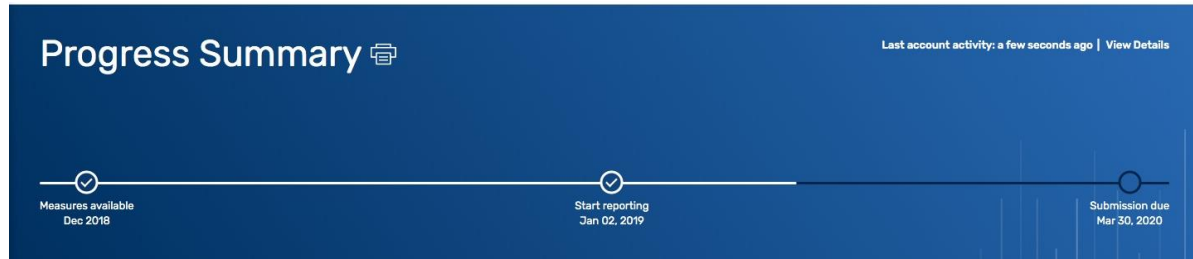 Progress Summary
Last account activity: a few seconds ago | View Details
Measures available
Dec 2018
Start reporting
Jan 02, 2019
Submission due
Mar 30, 2020